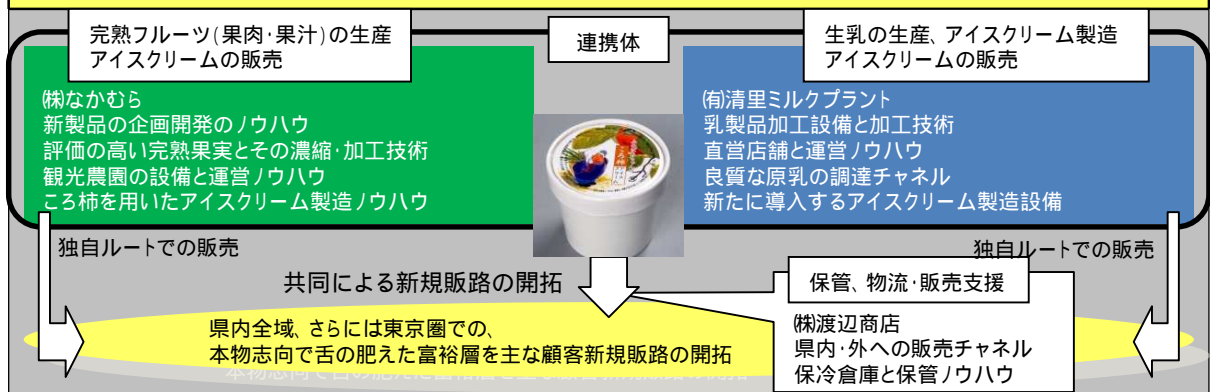 完熟フルーツ(果肉･果汁)の生産
アイスクリームの販売
連携体
生乳の生産、アイスクリーム製造
アイスクリームの販売
㈱なかむら
新製品の企画開発のノウハウ
評価の高い完熟果実とその濃縮･加工技術
観光農園の設備と運営ノウハウ
ころ柿を用いたアイスクリーム製造ノウハウ
㈲清里ミルクプラント
乳製品加工設備と加工技術
直営店舗と運営ノウハウ
良質な原乳の調達チャネル
新たに導入するアイスクリーム製造設備
独自ルートでの販売
独自ルートでの販売
共同による新規販路の開拓
保管、物流･販売支援
県内全域、さらには東京圏での、
本物志向で舌の肥えた富裕層を主な顧客新規販路の開拓
㈱渡辺商店
県内･外への販売チャネル
保冷倉庫と保管ノウハウ